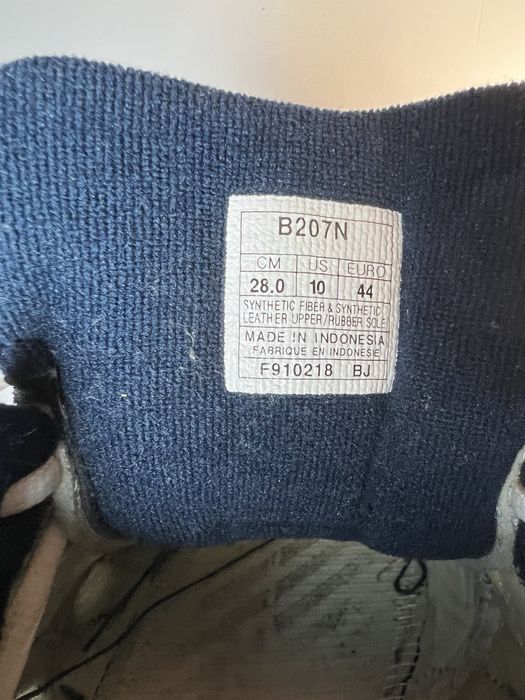 B207N
CM US EURO
28.0 10 44
SYNTHETIC FIBER & SYNTHETIC
LEATHER UPPER/RUBBER SOLE
MADE IN INDONESIA
FABRIQUE EN INDONESIE
F910218 BJ